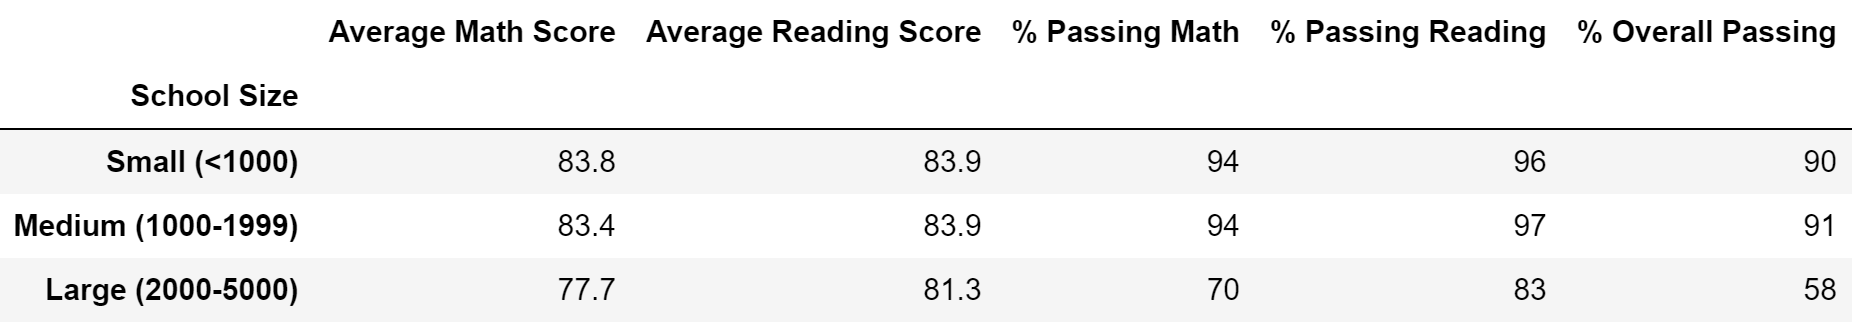 Average Math Score Average Reading Score % Passing Math % Passing Reading % Overall Passing
School Size
Small (<1000) 83.8 83.9 94 96 90
Medium (1000-1999) 83.4 83.9 94 97 91
Large (2000-5000) 77.7 81.3 70 83 58